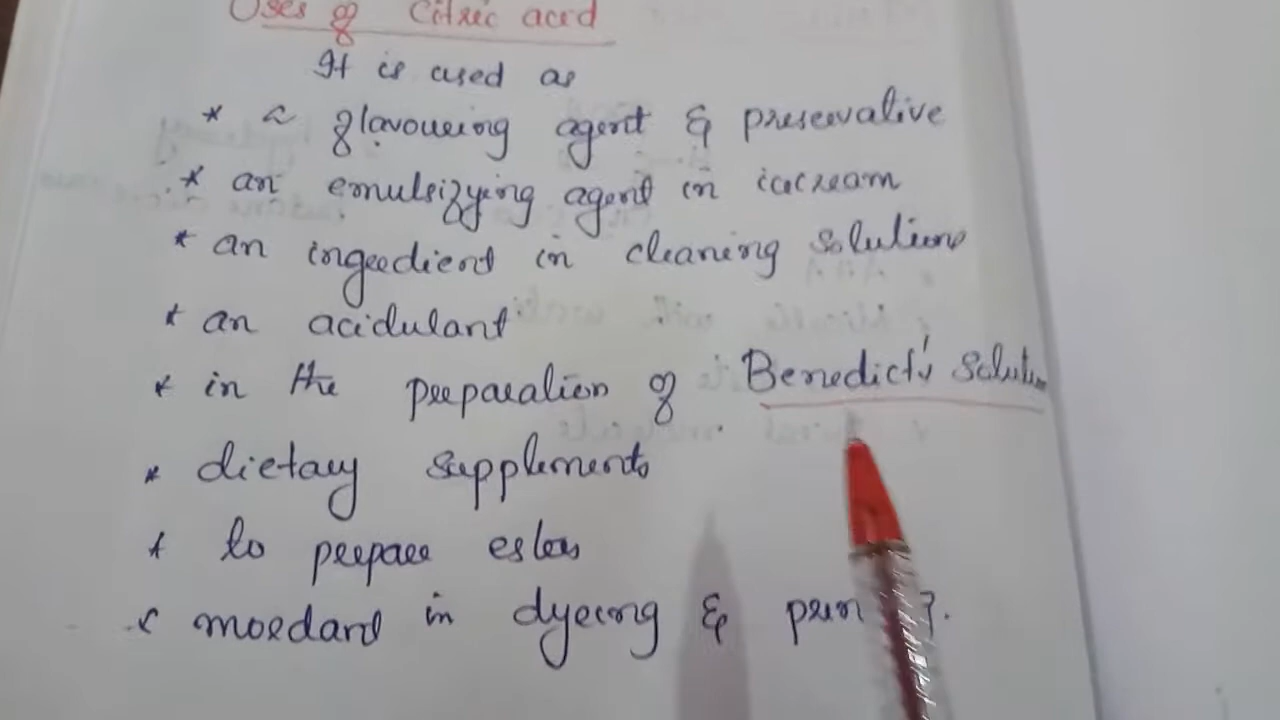 Uses of Citric acid
It is used as
* a flavouring agent & preservative
* an emulsifying agent in icecream
* an ingredient in cleaning solutions
* an acidulant
* in the preparation of Benedict's solution
* dietary supplements
* to prepare esters
* mordant in dyeing &